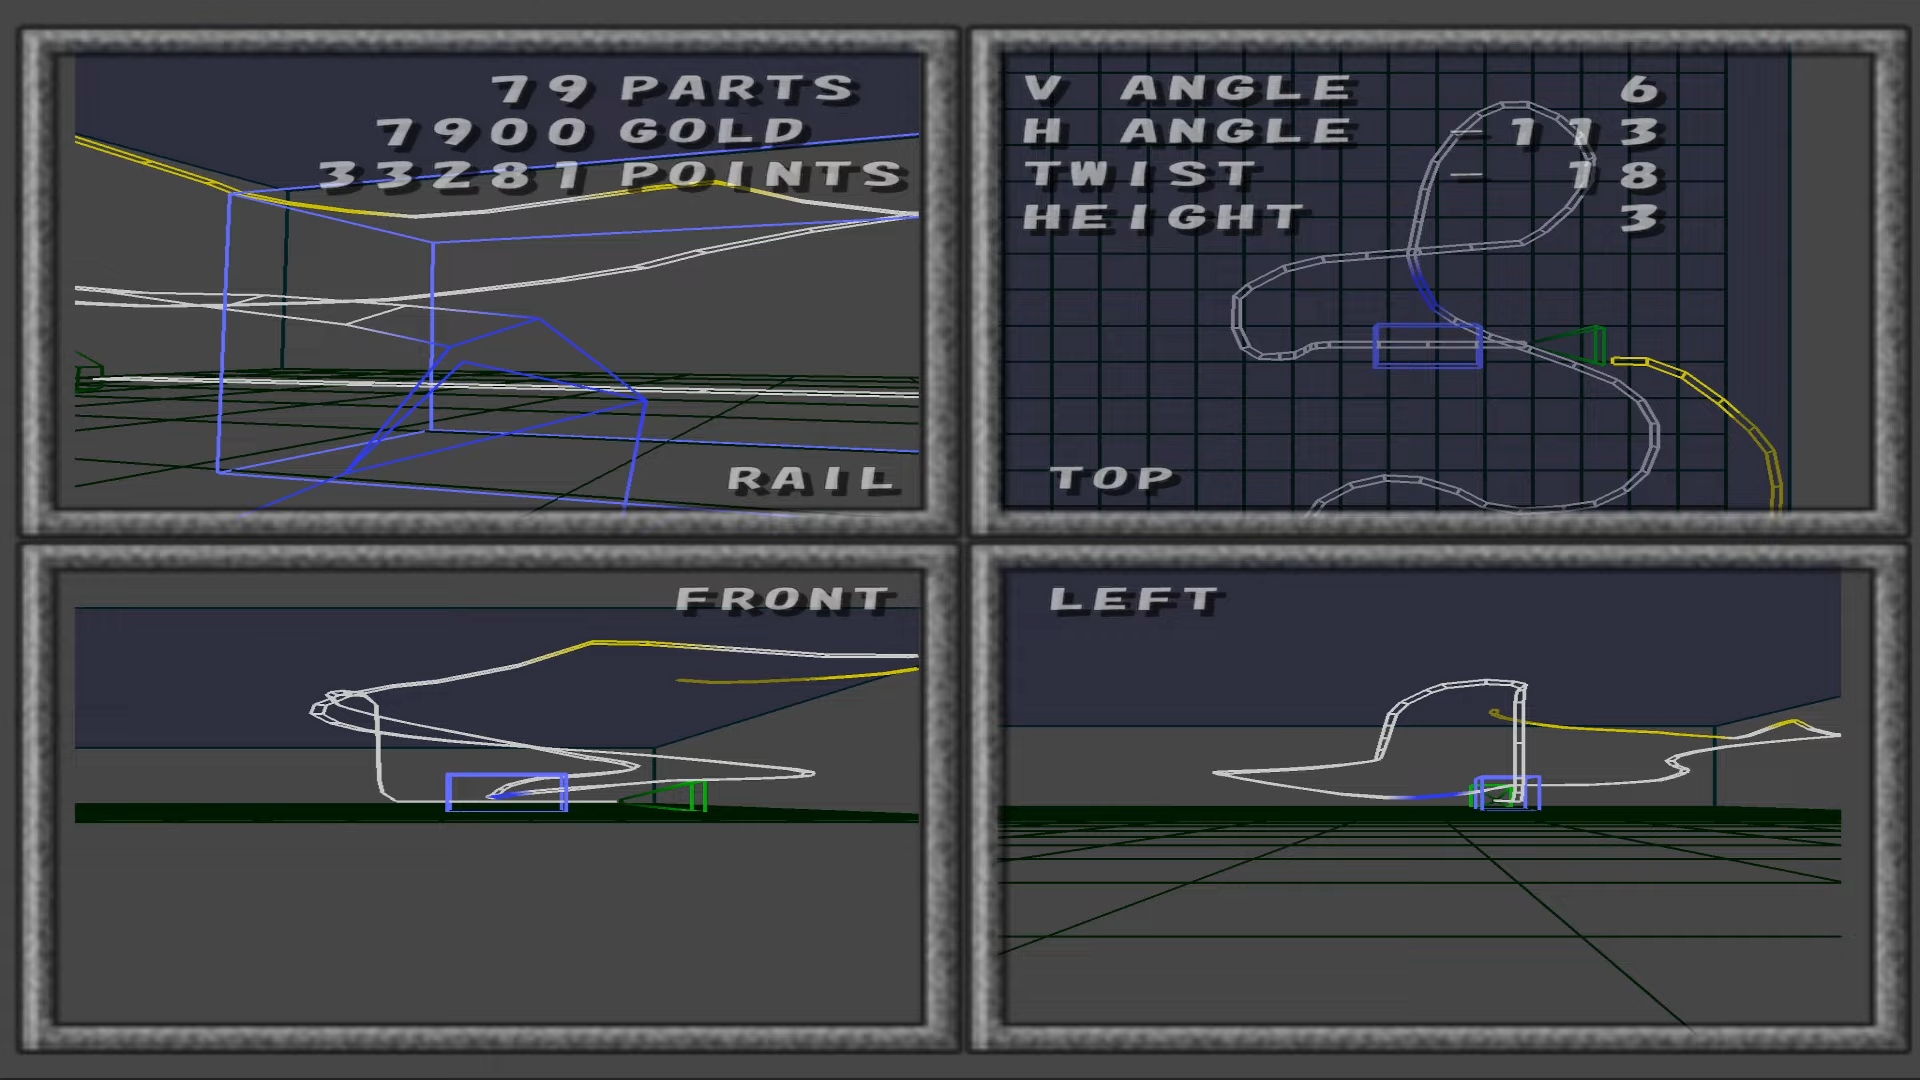 79 PARTS
7900 GOLD
33281 POINTS
RAIL
V ANGLE 6
H ANGLE -113
TWIST -18
HEIGHT 3
TOP
FRONT
LEFT